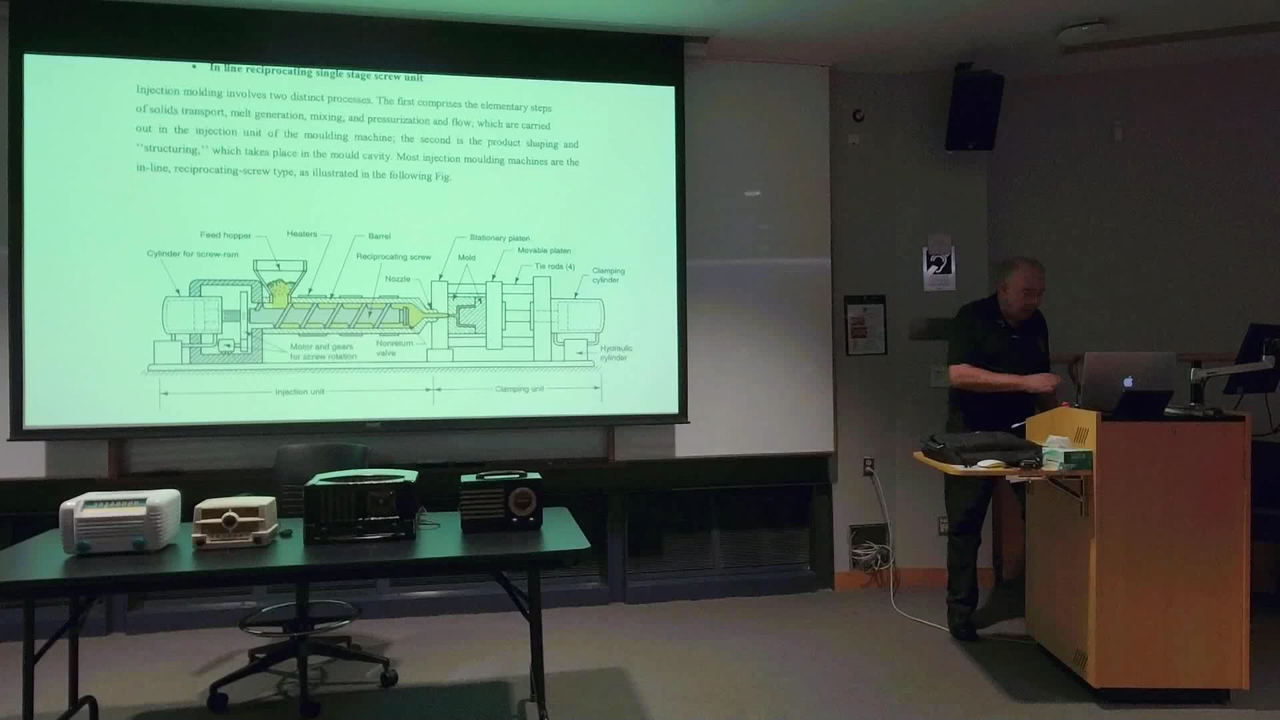 • In line reciprocating single stage screw unit
Injection molding involves two distinct processes. The first comprises the elementary steps
of solids transport, melt generation, mixing, and pressurization and flow, which are carried
out in the injection unit of the moulding machine; the second is the product shaping and
"structuring," which takes place in the mould cavity. Most injection moulding machines are the
in-line, reciprocating-screw type, as illustrated in the following Fig.
Feed hopper
Heaters
Barrel
Stationary platen
Movable platen
Cylinder for screw-ram
Reciprocating screw
Mold
Tie rods (4)
Clamping
cylinder
Nozzle
Motor and gears
for screw rotation
Nonreturn
valve
Hydraulic
cylinder
Injection unit
Clamping unit